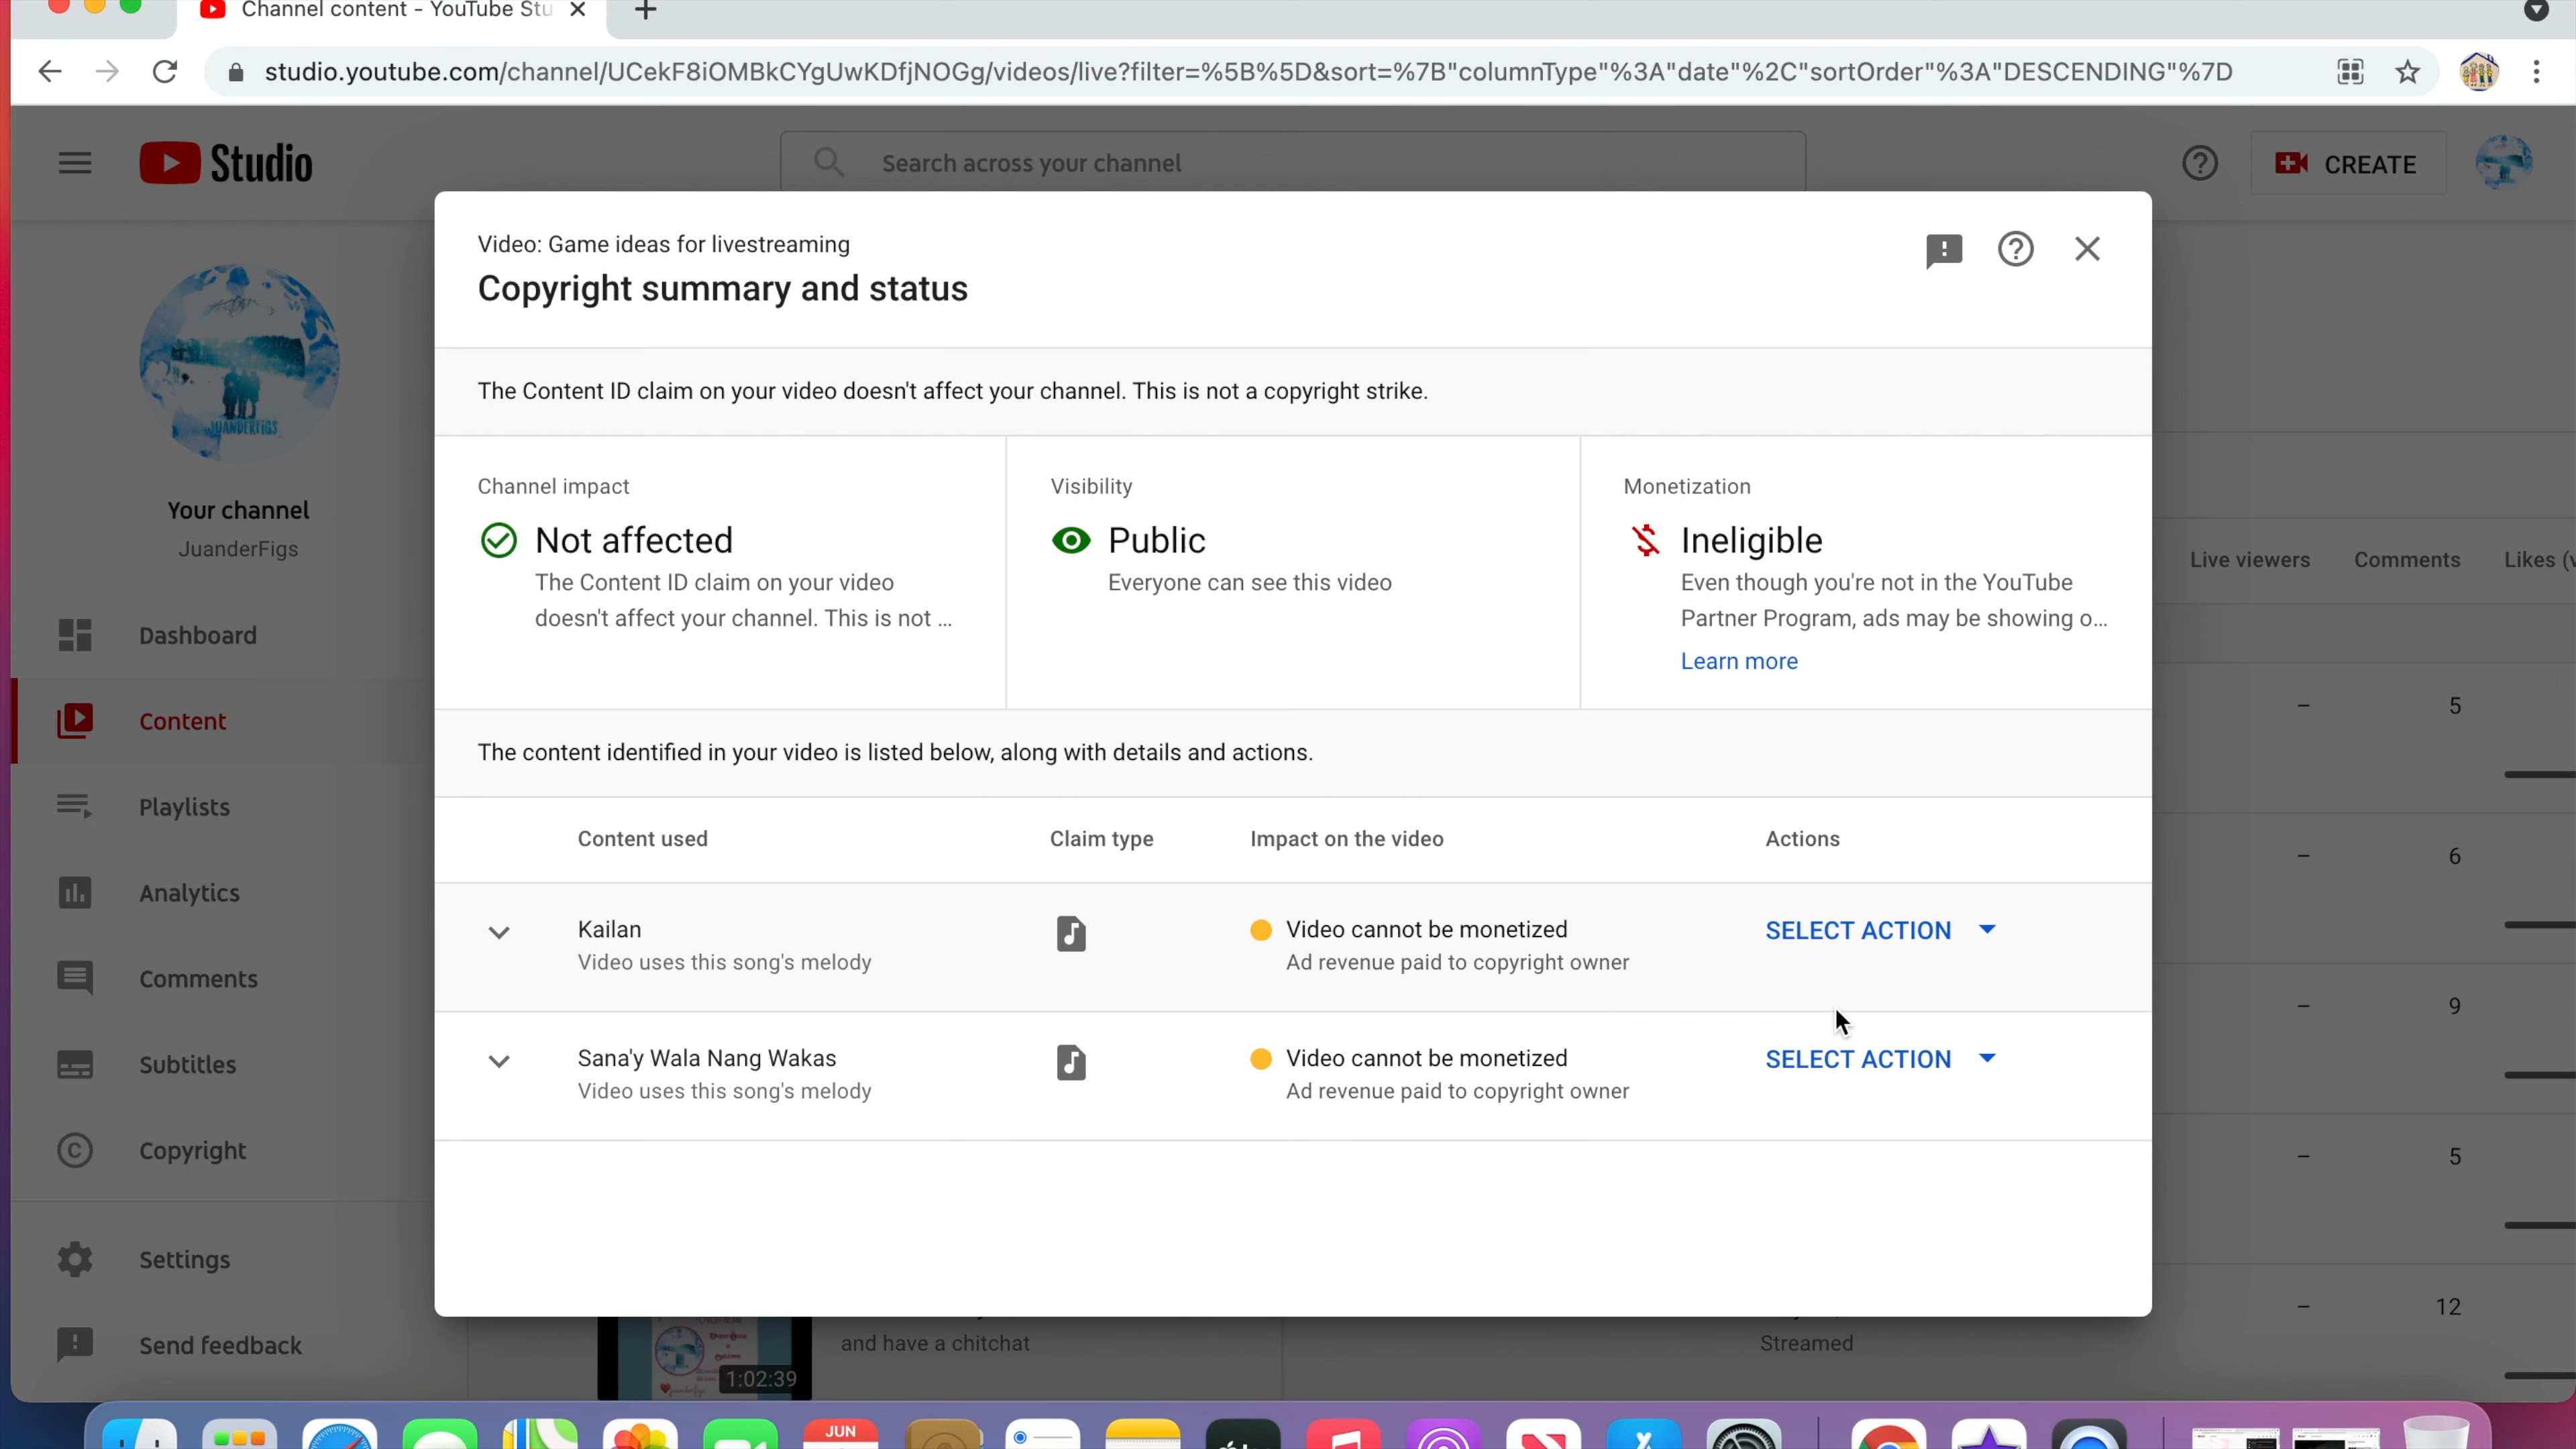 Channel content - YouTube Stu
studio.youtube.com/channel/UCekF8iOMBkCYgUwKDfjNOGg/videos/live?filter=%5B%5D&sort=%7B"columnType"%3A"date"%2C"sortOrder"%3A"DESCENDING"%7D
Studio
Search across your channel
CREATE
Video: Game ideas for livestreaming
Copyright summary and status
The Content ID claim on your video doesn't affect your channel. This is not a copyright strike.
Channel impact
Not affected
The Content ID claim on your video
doesn't affect your channel. This is not ...
Visibility
Public
Everyone can see this video
Monetization
Ineligible
Even though you're not in the YouTube
Partner Program, ads may be showing o...
Learn more
The content identified in your video is listed below, along with details and actions.
Content used Claim type Impact on the video Actions
Kailan
Video uses this song's melody
Video cannot be monetized
Ad revenue paid to copyright owner
SELECT ACTION
Sana'y Wala Nang Wakas
Video uses this song's melody
Video cannot be monetized
Ad revenue paid to copyright owner
SELECT ACTION
JUANDERFIGS
Your channel
JuanderFigs
Dashboard
Content
Playlists
Analytics
Comments
Subtitles
Copyright
Settings
Send feedback
Live viewers Comments Likes (v
– 5
– 6
– 9
– 5
– 12
and have a chitchat
Streamed
1:02:39
JUN